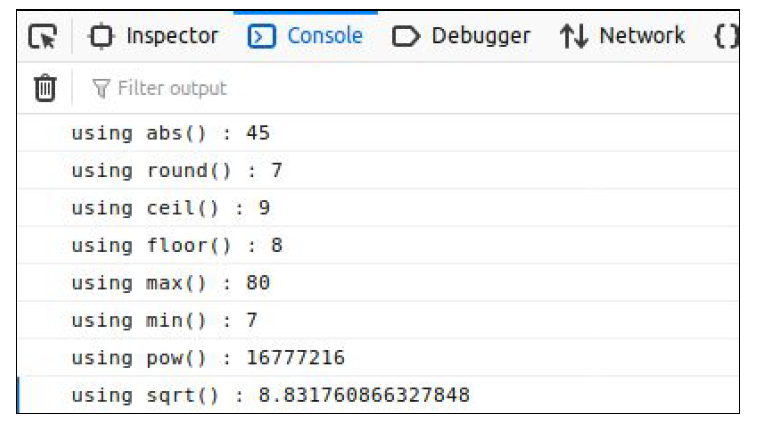 Inspector Console Debugger Network {}
Filter output
using abs() : 45
using round() : 7
using ceil() : 9
using floor() : 8
using max() : 80
using min() : 7
using pow() : 16777216
using sqrt() : 8.831760866327848